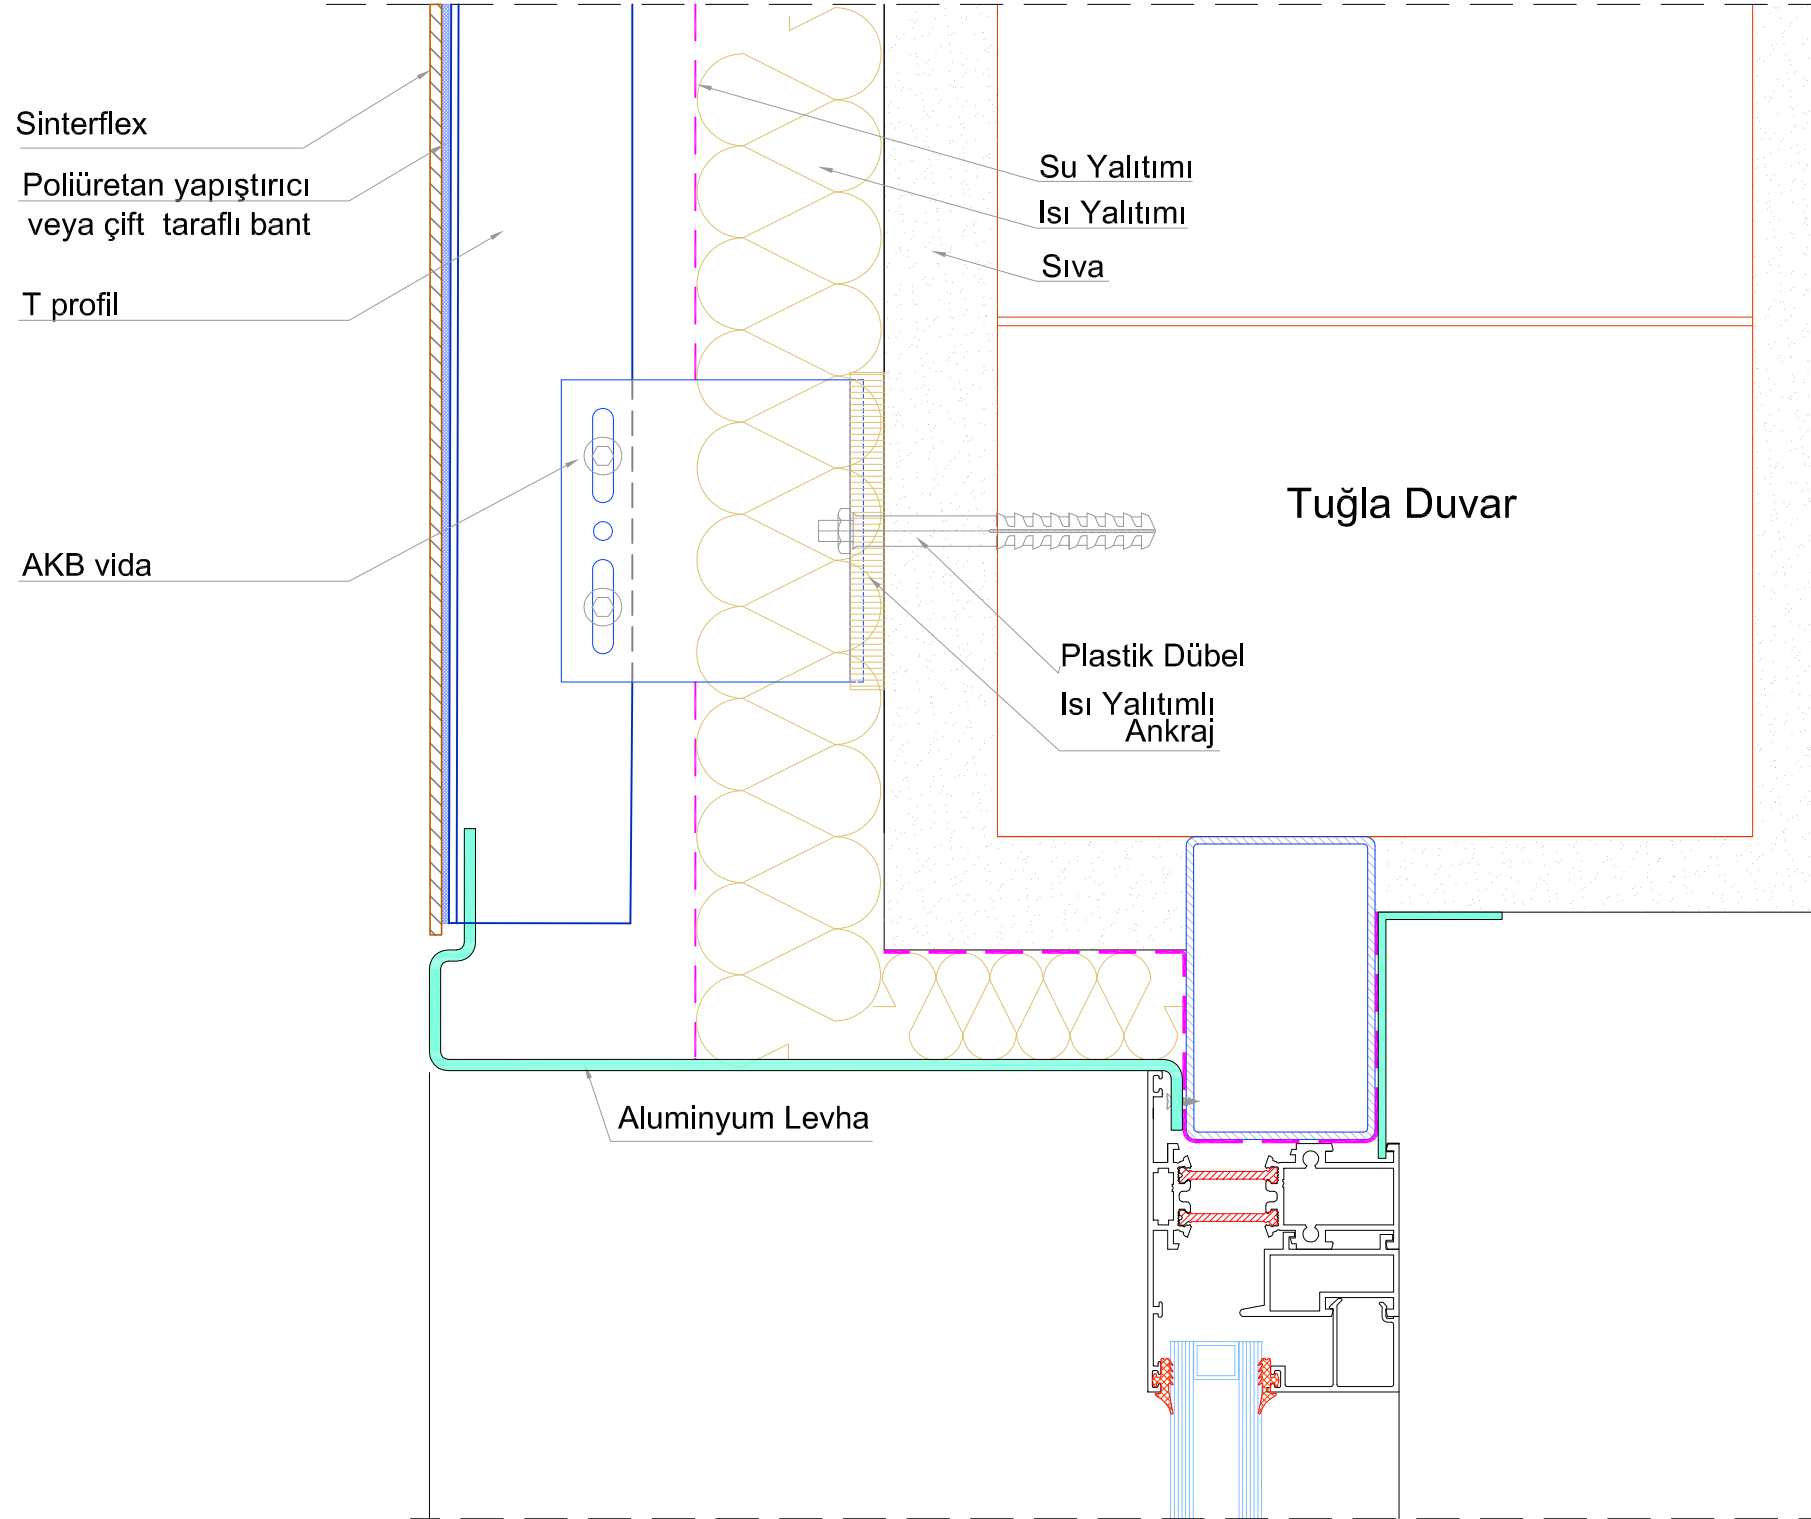 Sinterflex
Poliüretan yapıştırıcı
veya çift taraflı bant
T profil
AKB vida
Su Yalıtımı
Isı Yalıtımı
Sıva
Tuğla Duvar
Plastik Dübel
Isı Yalıtımlı
Ankraj
Aluminyum Levha